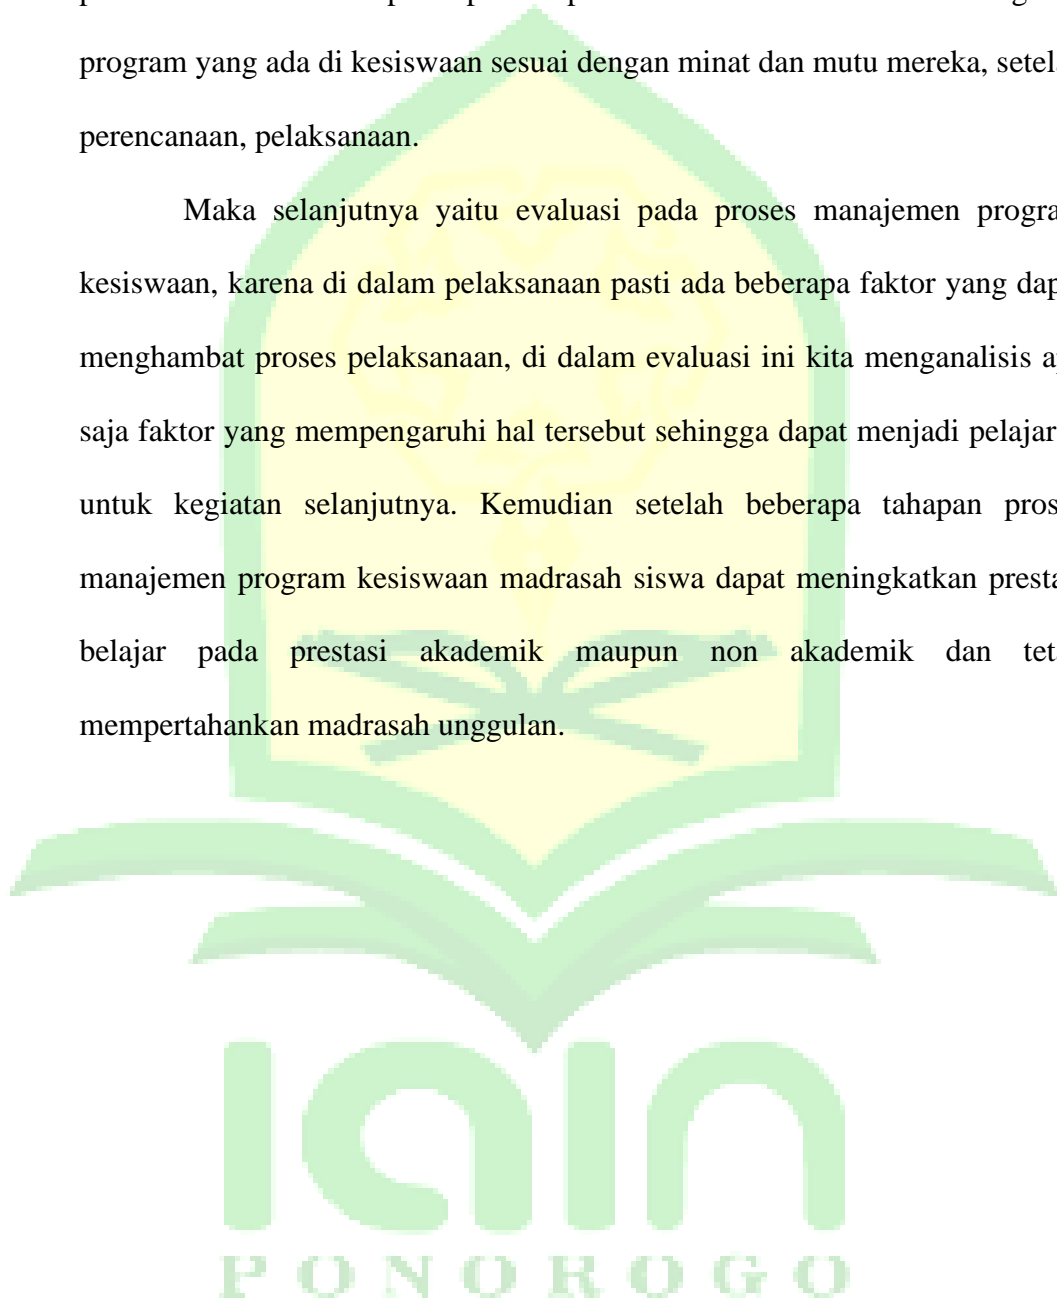 program yang ada di kesiswaan sesuai dengan minat dan mutu mereka, setela
perencanaan, pelaksanaan.
Maka selanjutnya yaitu evaluasi pada proses manajemen progra
kesiswaan, karena di dalam pelaksanaan pasti ada beberapa faktor yang dap
menghambat proses pelaksanaan, di dalam evaluasi ini kita menganalisis a
saja faktor yang mempengaruhi hal tersebut sehingga dapat menjadi pelajar
untuk kegiatan selanjutnya. Kemudian setelah beberapa tahapan pros
manajemen program kesiswaan madrasah siswa dapat meningkatkan presta
belajar pada prestasi akademik maupun non akademik dan tet
mempertahankan madrasah unggulan.
iain
PONOROGO